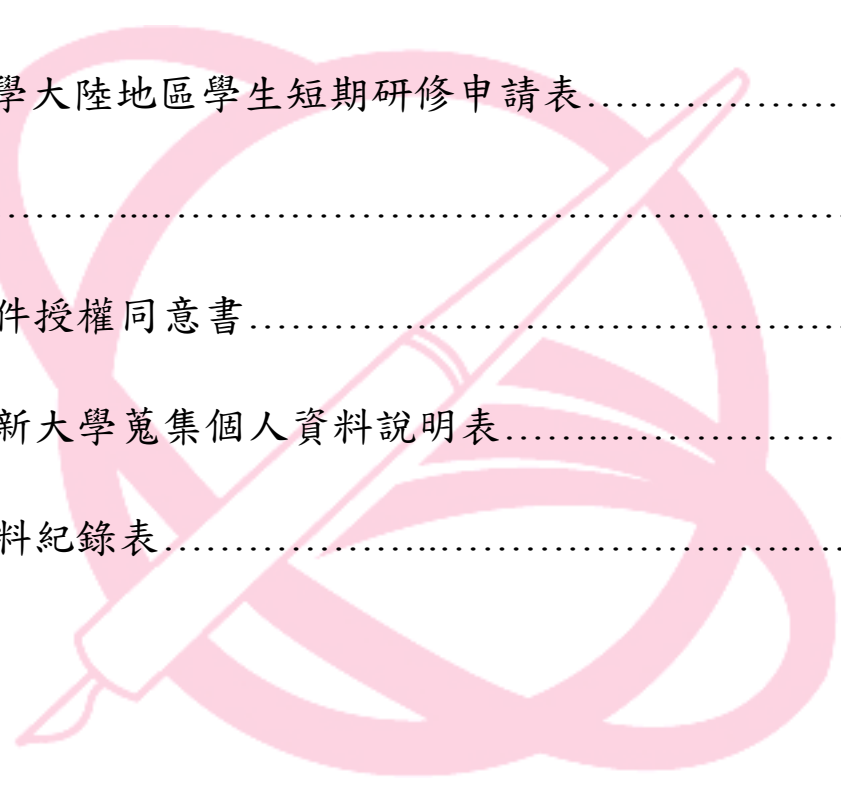 學大陸地區學生短期研修申請表………………
………....………………..………………………
件授權同意書…………..………………………
新大學蒐集個人資料說明表……...……………
料紀錄表………………..…………………….…